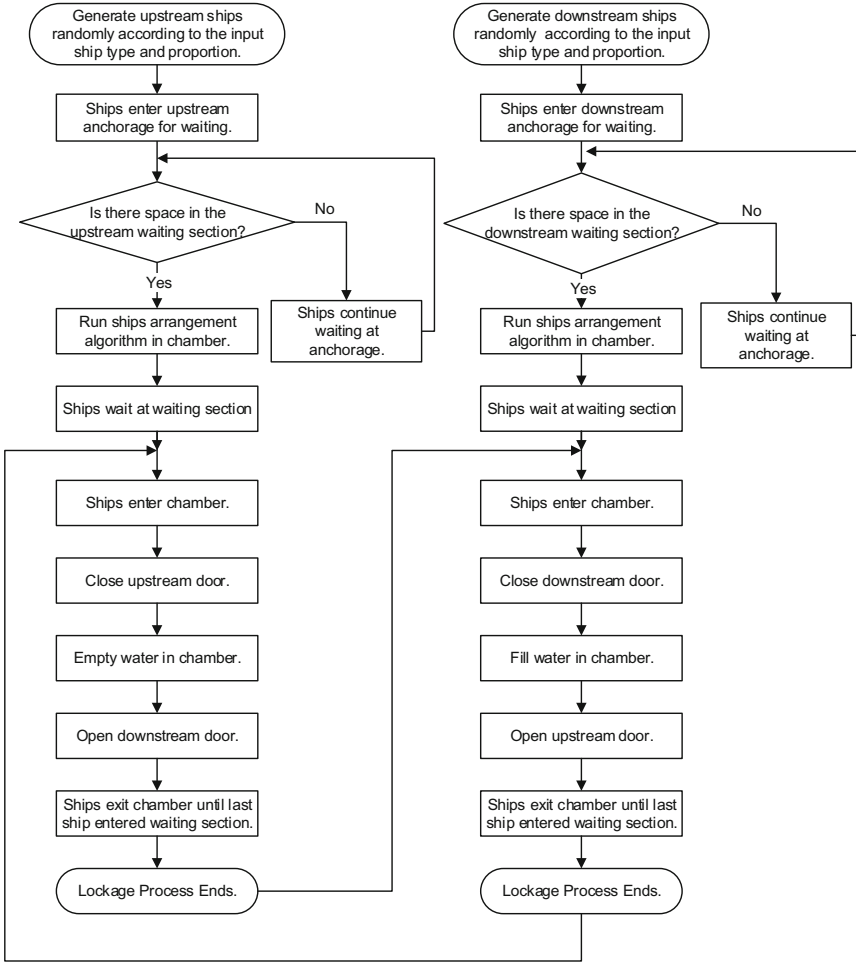 Generate upstream ships
randomly according to the input
ship type and proportion.
Ships enter upstream
anchorage for waiting.
Is there space in the
upstream waiting section?
No
Yes
Ships continue
waiting at
anchorage.
Run ships arrangement
algorithm in chamber.
Ships wait at waiting section
Ships enter chamber.
Close upstream door.
Empty water in chamber.
Open downstream door.
Ships exit chamber until last
ship entered waiting section.
Lockage Process Ends.
Generate downstream ships
randomly according to the input
ship type and proportion.
Ships enter downstream
anchorage for waiting.
Is there space in the
downstream waiting section?
No
Yes
Ships continue
waiting at
anchorage.
Run ships arrangement
algorithm in chamber.
Ships wait at waiting section
Ships enter chamber.
Close downstream door.
Fill water in chamber.
Open upstream door.
Ships exit chamber until last
ship entered waiting section.
Lockage Process Ends.